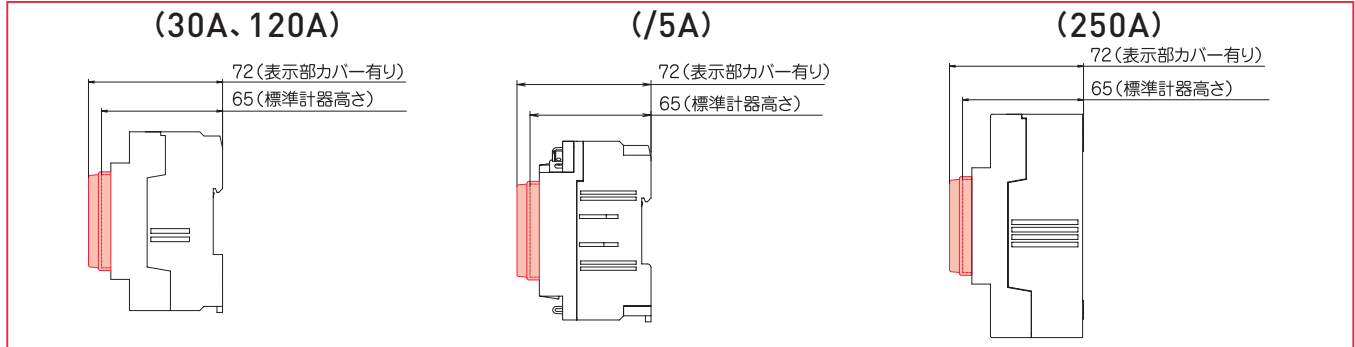 （30A、120A）
72（表示部カバー有り）
65（標準計器高さ）
（/5A）
72（表示部カバー有り）
65（標準計器高さ）
（250A）
72（表示部カバー有り）
65（標準計器高さ）